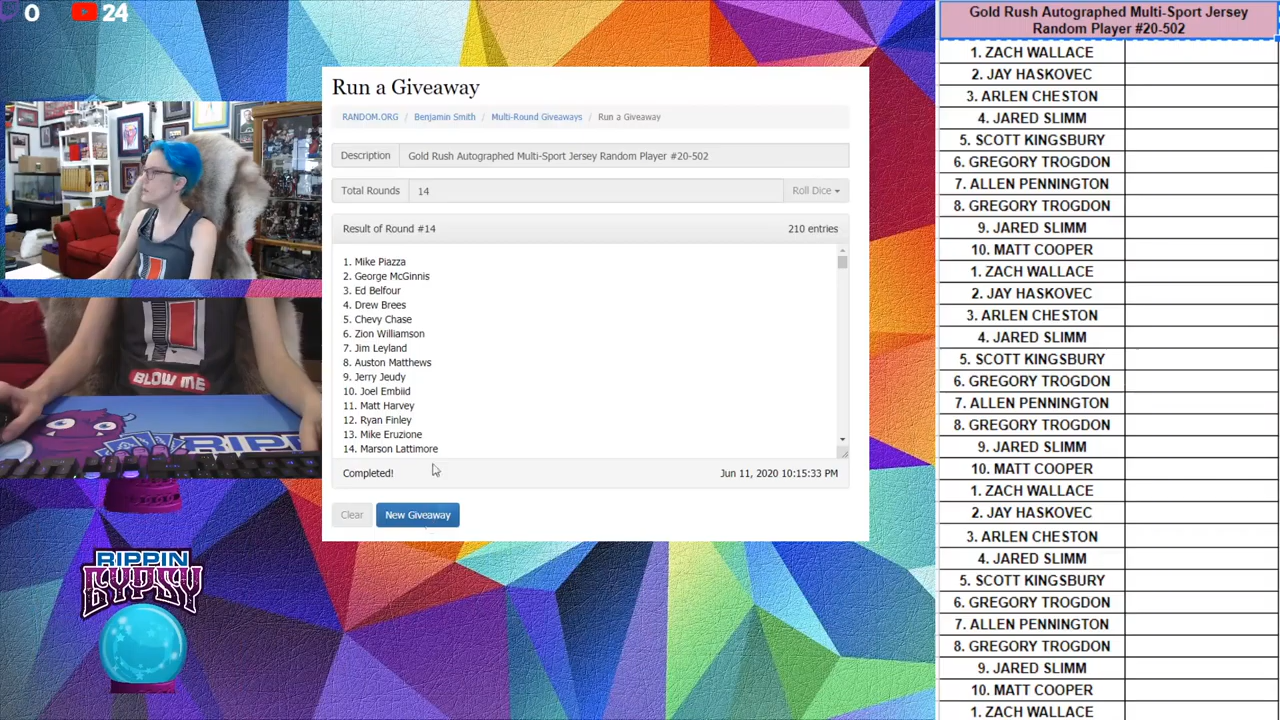 0 24
BLOW ME
RIPPIN
GYPSY
Run a Giveaway
RANDOM.ORG / Benjamin Smith / Multi-Round Giveaways / Run a Giveaway
Description Gold Rush Autographed Multi-Sport Jersey Random Player #20-502
Total Rounds 14 Roll Dice
Result of Round #14 210 entries
1. Mike Piazza
2. George McGinnis
3. Ed Belfour
4. Drew Brees
5. Chevy Chase
6. Zion Williamson
7. Jim Leyland
8. Auston Matthews
9. Jerry Jeudy
10. Joel Embiid
11. Matt Harvey
12. Ryan Finley
13. Mike Eruzione
14. Marson Lattimore
Completed! Jun 11, 2020 10:15:33 PM
Clear New Giveaway
Gold Rush Autographed Multi-Sport Jersey
Random Player #20-502
1. ZACH WALLACE
2. JAY HASKOVEC
3. ARLEN CHESTON
4. JARED SLIMM
5. SCOTT KINGSBURY
6. GREGORY TROGDON
7. ALLEN PENNINGTON
8. GREGORY TROGDON
9. JARED SLIMM
10. MATT COOPER
1. ZACH WALLACE
2. JAY HASKOVEC
3. ARLEN CHESTON
4. JARED SLIMM
5. SCOTT KINGSBURY
6. GREGORY TROGDON
7. ALLEN PENNINGTON
8. GREGORY TROGDON
9. JARED SLIMM
10. MATT COOPER
1. ZACH WALLACE
2. JAY HASKOVEC
3. ARLEN CHESTON
4. JARED SLIMM
5. SCOTT KINGSBURY
6. GREGORY TROGDON
7. ALLEN PENNINGTON
8. GREGORY TROGDON
9. JARED SLIMM
10. MATT COOPER
1. ZACH WALLACE